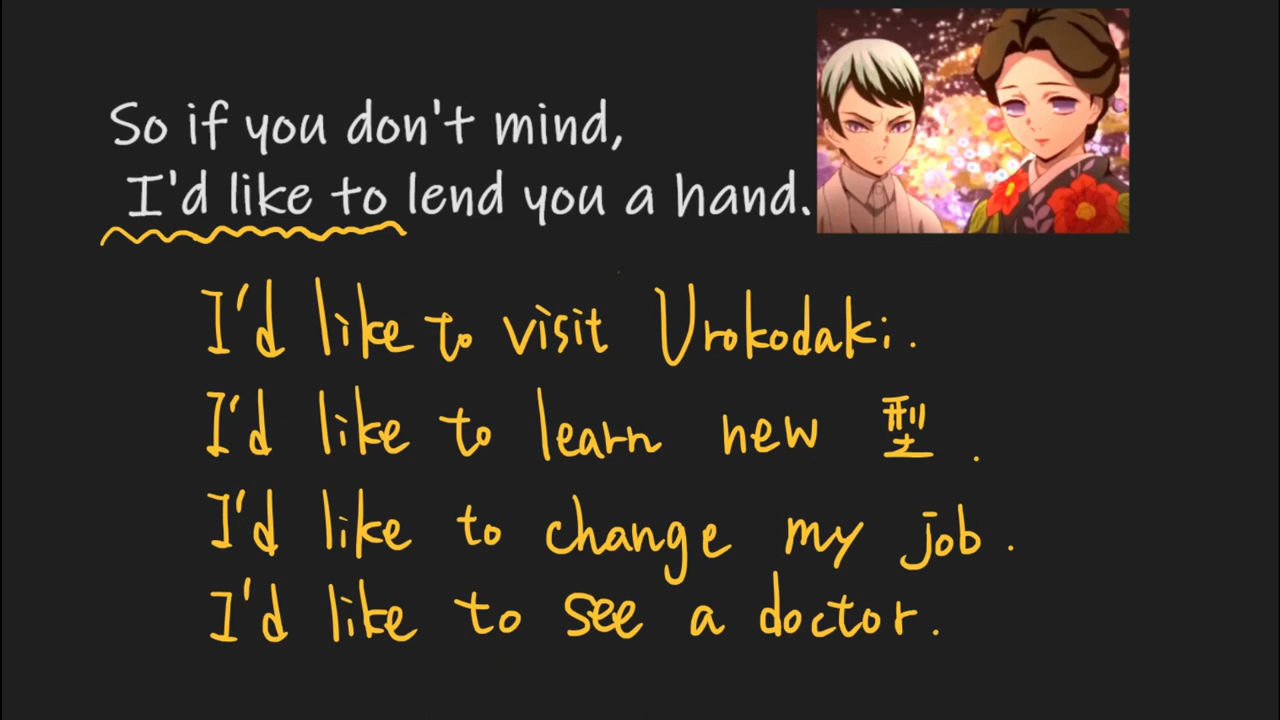 So if you don't mind,
I'd like to lend you a hand.
I'd like to visit Urokodaki.
I'd like to learn new 型.
I'd like to change my job.
I'd like to see a doctor.